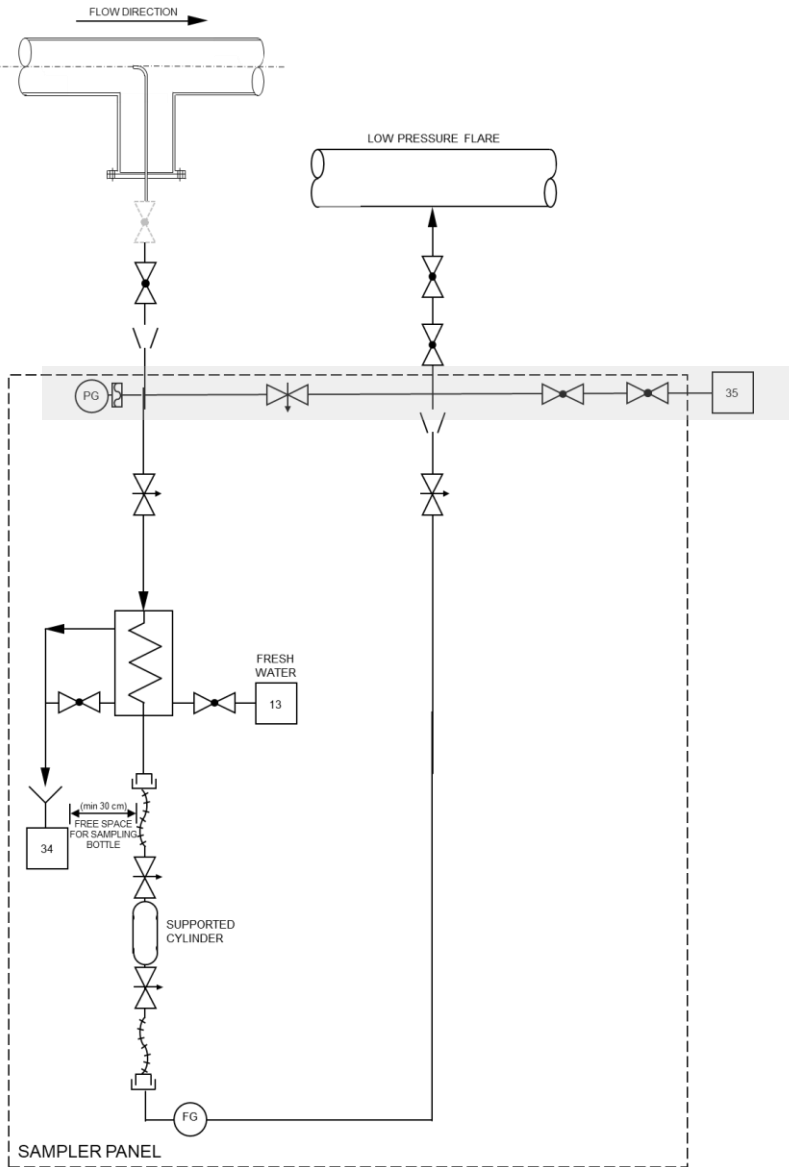 FLOW DIRECTION
LOW PRESSURE FLARE
PG
35
FRESH
WATER
13
(min 30 cm)
FREE SPACE
FOR SAMPLING
BOTTLE
34
SUPPORTED
CYLINDER
FG
SAMPLER PANEL